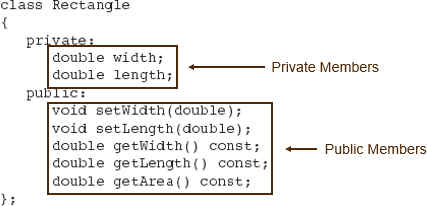 class Rectangle
{
private:
double width;
double length;
Private Members
public:
void setWidth(double);
void setLength(double);
double getWidth() const;
double getLength() const;
Public Members
double getArea() const;
};